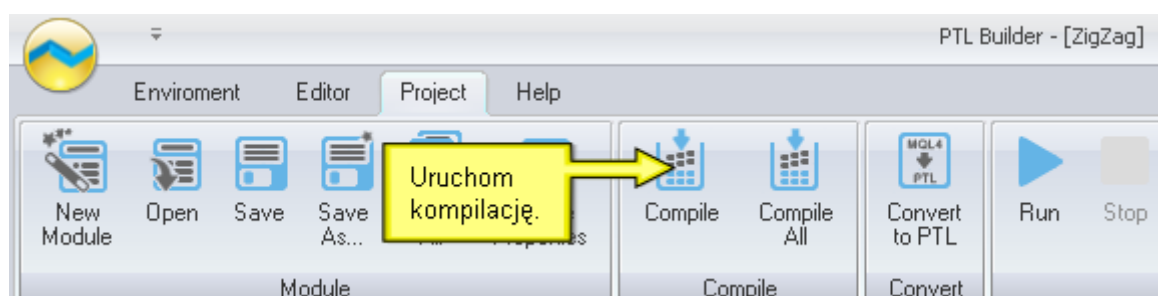 PTL Builder - [ZigZag]
Enviroment Editor Project Help
New
Module
Open
Save
Save
As...
Uruchom
kompilację.
Compile
Compile
All
MQL4
PTL
Convert
to PTL
Run
Stop
Module
Compile
Convert